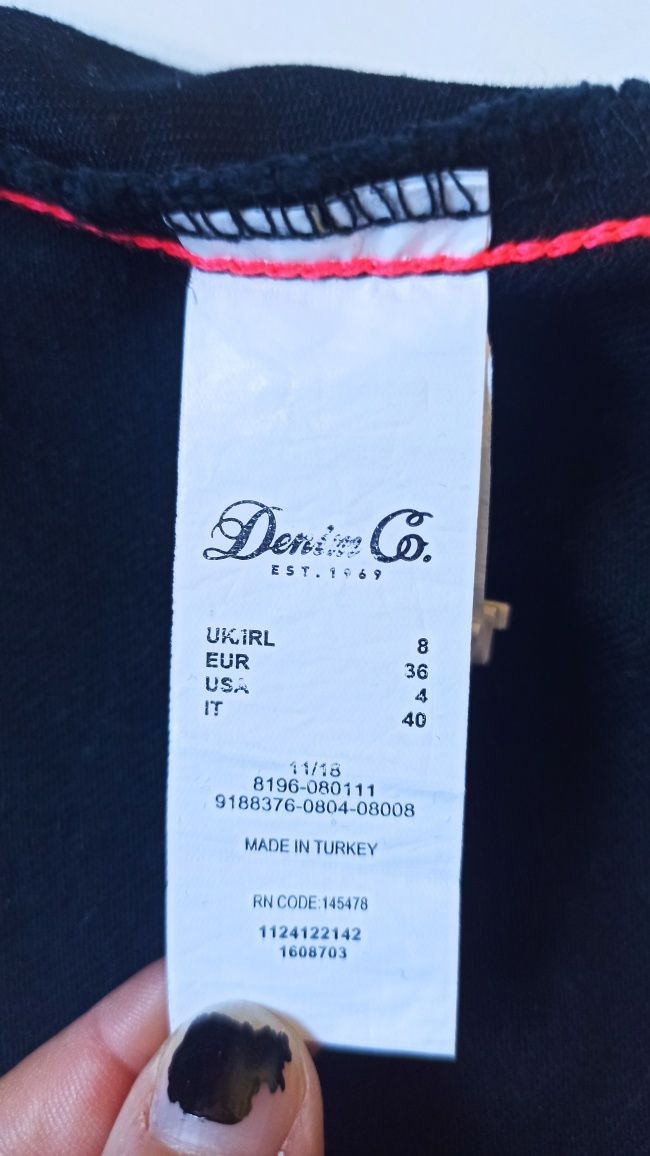 Denim Co.
EST. 1969
UK.IRL 8
EUR 36
USA 4
IT 40
11/18
8196-080111
9188376-0804-08008
MADE IN TURKEY
RN CODE:145478
1124122142
1608703